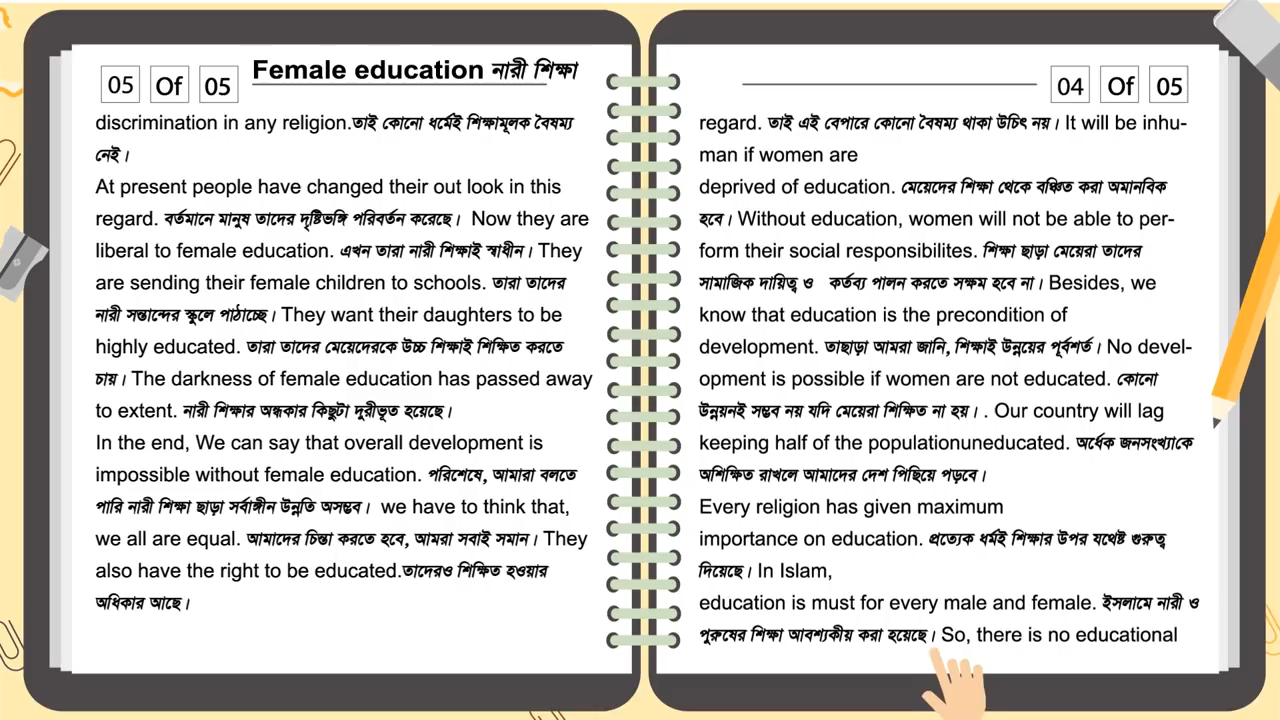 05 Of 05 Female education নারী শিক্ষা
discrimination in any religion.তাই কোনো ধর্মেই শিক্ষামূলক বৈষম্য
নেই।
At present people have changed their out look in this
regard. বর্তমানে মানুষ তাদের দৃষ্টিভঙ্গি পরিবর্তন করেছে। Now they are
liberal to female education. এখন তারা নারী শিক্ষাই স্বাধীন। They
are sending their female children to schools. তারা তাদের
নারী সন্তান্দের স্কুলে পাঠাচ্ছে। They want their daughters to be
highly educated. তারা তাদের মেয়েদেরকে উচ্চ শিক্ষাই শিক্ষিত করতে
চায়। The darkness of female education has passed away
to extent. নারী শিক্ষার অন্ধকার কিছুটা দুরীভূত হয়েছে।
In the end, We can say that overall development is
impossible without female education. পরিশেষে, আমারা বলতে
পারি নারী শিক্ষা ছাড়া সর্বাঙ্গীন উন্নতি অসম্ভব। we have to think that,
we all are equal. আমাদের চিন্তা করতে হবে, আমরা সবাই সমান। They
also have the right to be educated.তাদেরও শিক্ষিত হওয়ার
অধিকার আছে।
04 Of 05
regard. তাই এই বেপারে কোনো বৈষম্য থাকা উচিৎ নয়। It will be inhu-
man if women are
deprived of education. মেয়েদের শিক্ষা থেকে বঞ্চিত করা অমানবিক
হবে। Without education, women will not be able to per-
form their social responsibilites. শিক্ষা ছাড়া মেয়েরা তাদের
সামাজিক দায়িত্ব ও কর্তব্য পালন করতে সক্ষম হবে না। Besides, we
know that education is the precondition of
development. তাছাড়া আমরা জানি, শিক্ষাই উন্নয়ের পূর্বশর্ত। No devel-
opment is possible if women are not educated. কোনো
উন্নয়নই সম্ভব নয় যদি মেয়েরা শিক্ষিত না হয়। . Our country will lag
keeping half of the populationuneducated. অর্ধেক জনসংখ্যাকে
অশিক্ষিত রাখলে আমাদের দেশ পিছিয়ে পড়বে।
Every religion has given maximum
importance on education. প্রত্যেক ধর্মই শিক্ষার উপর যথেষ্ট গুরুত্ব
দিয়েছে। In Islam,
education is must for every male and female. ইসলামে নারী ও
পুরুষের শিক্ষা আবশ্যকীয় করা হয়েছে। So, there is no educational